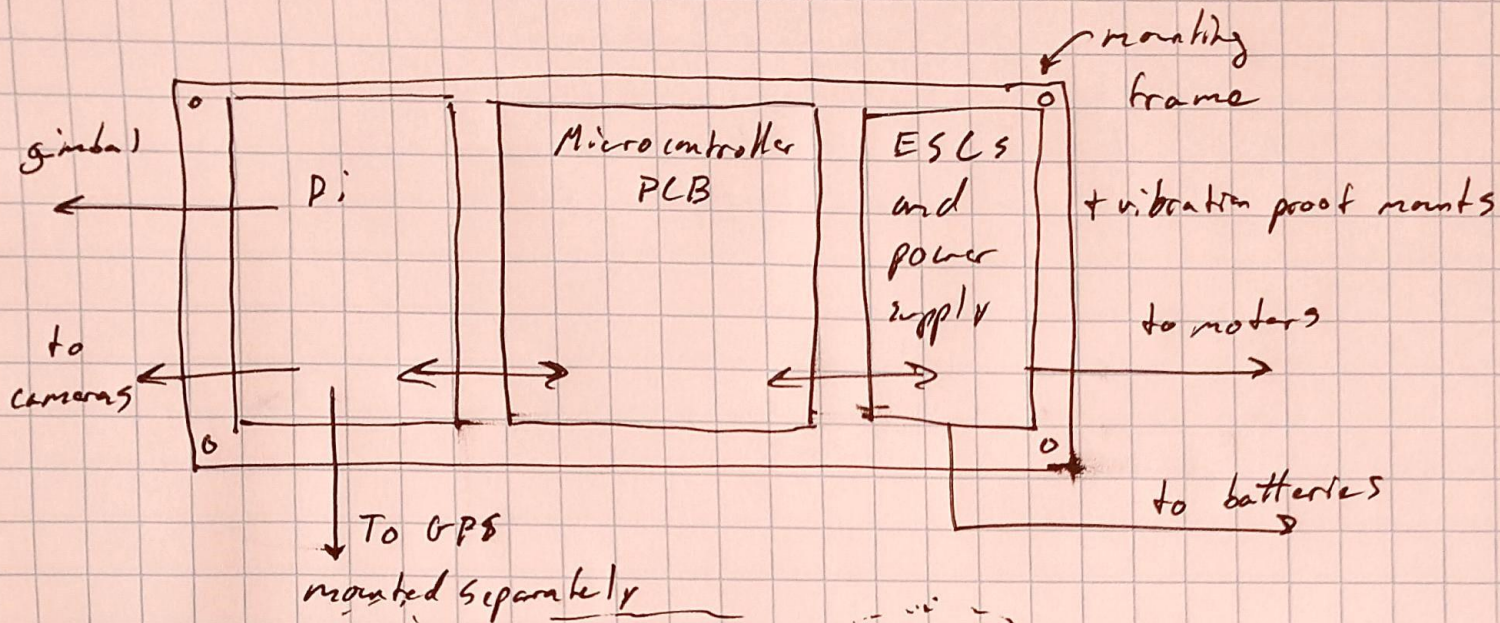 mounting
frame
gimbal
Pi
Microcontroller
PCB
ESCs
and
power
supply
+ vibration proof mounts
to
cameras
to motors
To GPS
mounted separately
to batteries